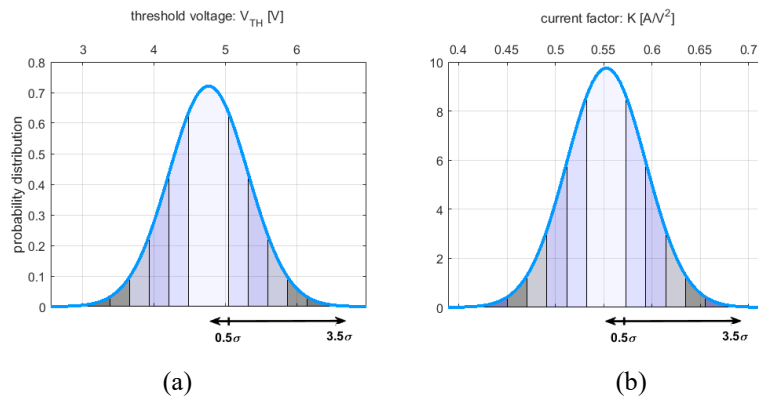 threshold voltage: V_TH [V]
3 4 5 6
0.8
0.7
0.6
0.5
0.4
0.3
0.2
0.1
0
probability distribution
0.5σ 3.5σ
(a)
current factor: K [A/V²]
0.4 0.45 0.5 0.55 0.6 0.65 0.7
10
8
6
4
2
0
0.5σ 3.5σ
(b)